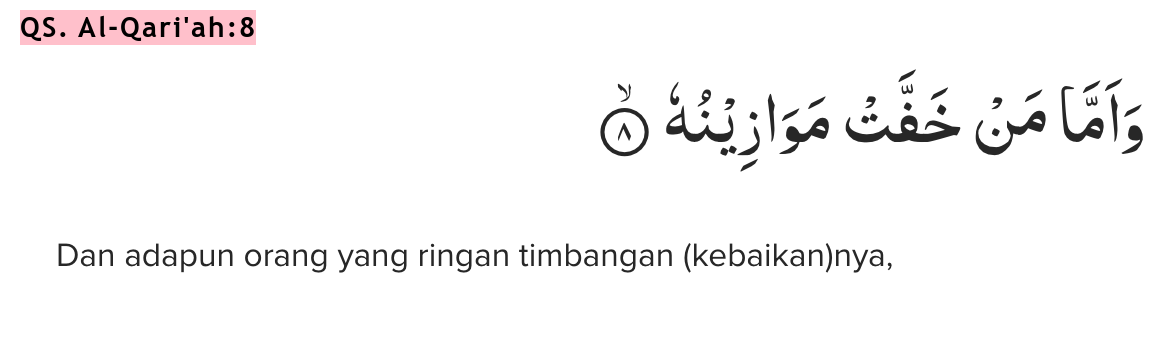 QS. Al-Qari'ah:8
وَاَمَّا مَنْ خَفَّتْ مَوَازِيْنُهٗ ۙ ٨
Dan adapun orang yang ringan timbangan (kebaikan)nya,